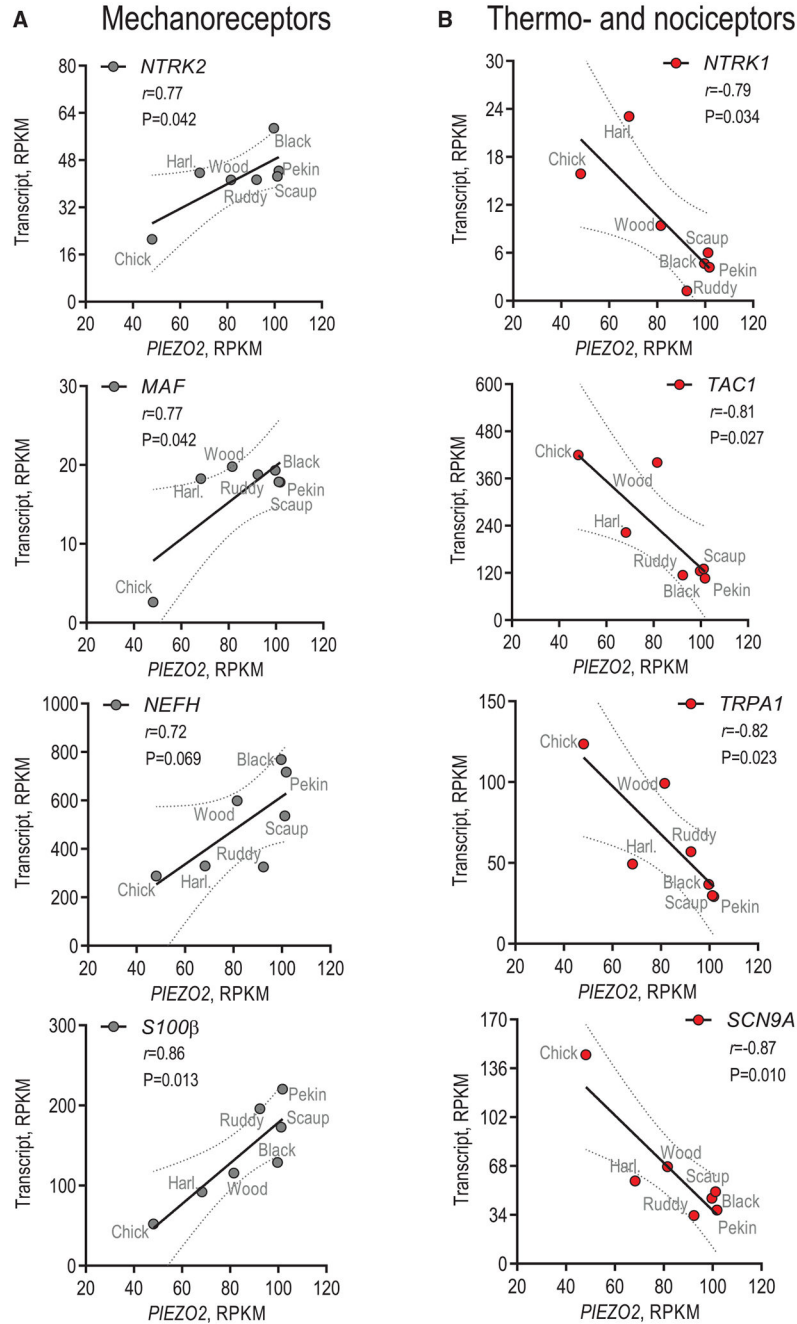 A Mechanoreceptors
80
64
48
32
16
0
Transcript, RPKM
NTRK2
r=0.77
P=0.042
Black
Harl.
Wood
Pekin
Ruddy
Scaup
Chick
20 40 60 80 100 120
PIEZO2, RPKM
30
20
10
0
Transcript, RPKM
MAF
r=0.77
P=0.042
Wood
Black
Harl.
Ruddy
Pekin
Scaup
Chick
20 40 60 80 100 120
PIEZO2, RPKM
1000
800
600
400
200
0
Transcript, RPKM
NEFH
r=0.72
P=0.069
Black
Pekin
Wood
Scaup
Ruddy
Harl.
Chick
20 40 60 80 100 120
PIEZO2, RPKM
300
200
100
0
Transcript, RPKM
S100β
r=0.86
P=0.013
Pekin
Ruddy
Scaup
Black
Harl.
Wood
Chick
20 40 60 80 100 120
PIEZO2, RPKM
B Thermo- and nociceptors
30
24
18
12
6
0
Transcript, RPKM
NTRK1
r=-0.79
P=0.034
Harl.
Chick
Wood
Scaup
Black
Pekin
Ruddy
20 40 60 80 100 120
PIEZO2, RPKM
600
480
360
240
120
0
Transcript, RPKM
TAC1
r=-0.81
P=0.027
Chick
Wood
Harl.
Ruddy
Scaup
Black
Pekin
20 40 60 80 100 120
PIEZO2, RPKM
150
100
50
0
Transcript, RPKM
TRPA1
r=-0.82
P=0.023
Chick
Wood
Ruddy
Harl.
Black
Scaup
Pekin
20 40 60 80 100 120
PIEZO2, RPKM
170
136
102
68
34
0
Transcript, RPKM
SCN9A
r=-0.87
P=0.010
Chick
Wood
Harl.
Scaup
Ruddy
Black
Pekin
20 40 60 80 100 120
PIEZO2, RPKM